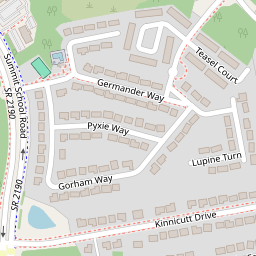 Teasel Court
Summit School Road
SR 2190
Germander Way
Pyxie Way
Lupine Turn
Gorham Way
SR 2190
Kinnicutt Drive